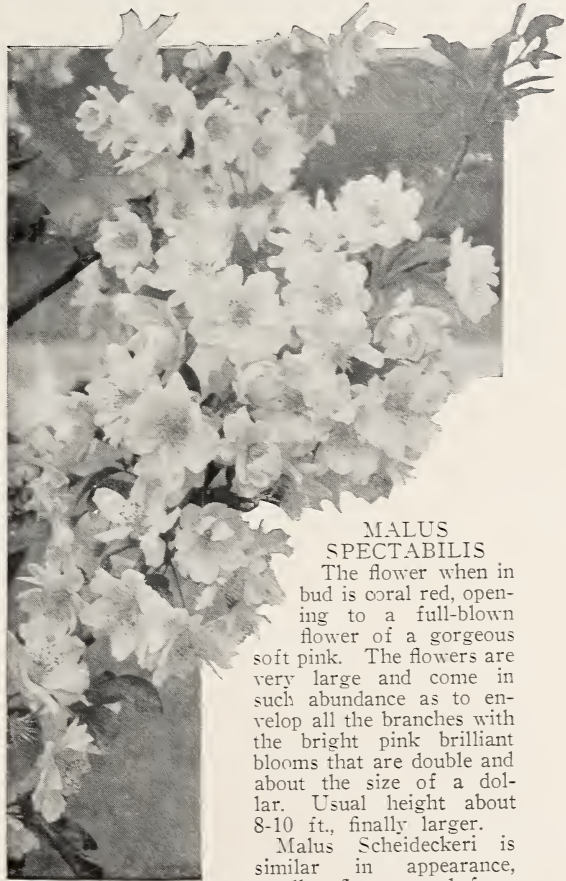 MALUS
SPECTABILIS
The flower when in
bud is coral red, open-
ing to a full-blown
flower of a gorgeous
soft pink. The flowers are
very large and come in
such abundance as to en-
velop all the branches with
the bright pink brilliant
blooms that are double and
about the size of a dol-
lar. Usual height about
8-10 ft., finally larger.
Malus Scheideckeri is
similar in appearance,